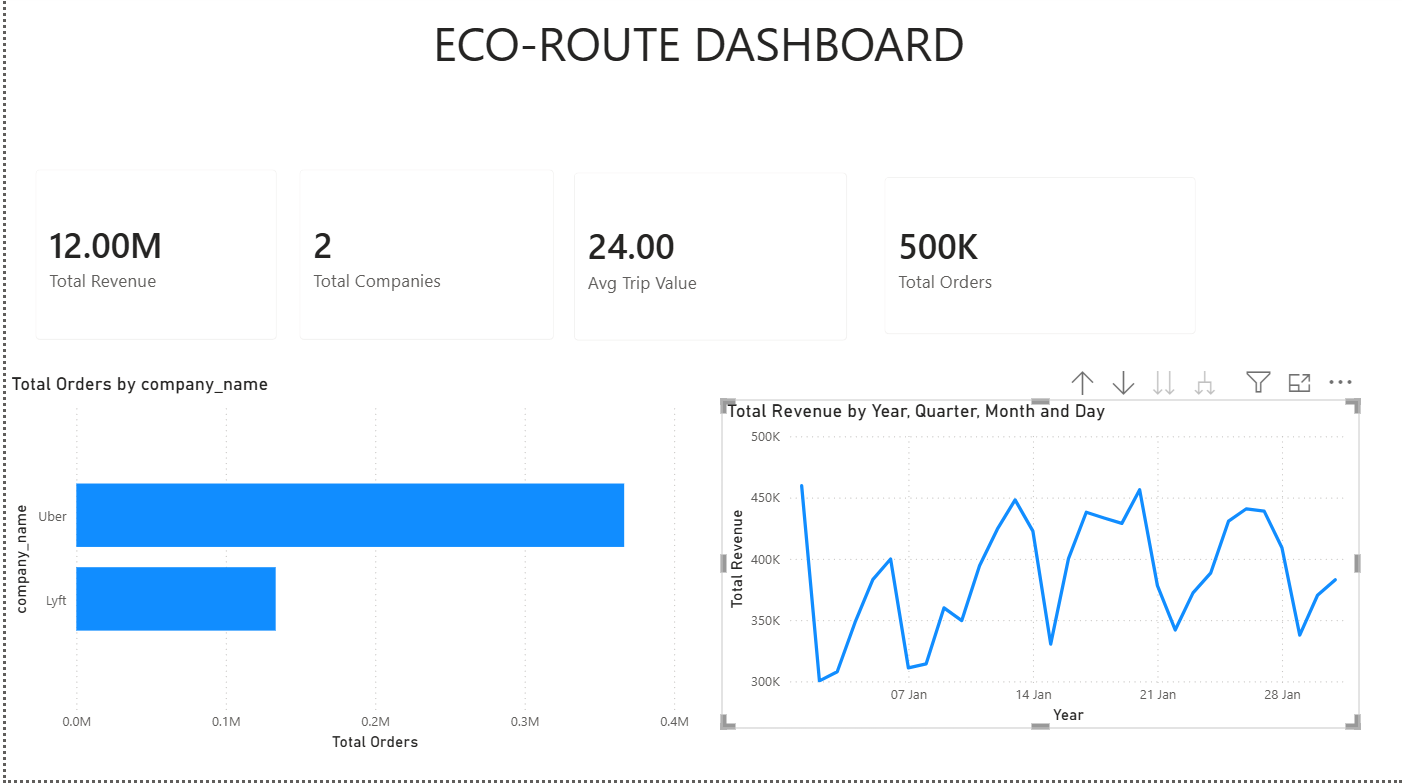 ECO-ROUTE DASHBOARD
12.00M
Total Revenue
2
Total Companies
24.00
Avg Trip Value
500K
Total Orders
Total Orders by company_name
company_name
Uber
Lyft
0.0M 0.1M 0.2M 0.3M 0.4M
Total Orders
Total Revenue by Year, Quarter, Month and Day
Total Revenue
500K
450K
400K
350K
300K
07 Jan 14 Jan 21 Jan 28 Jan
Year